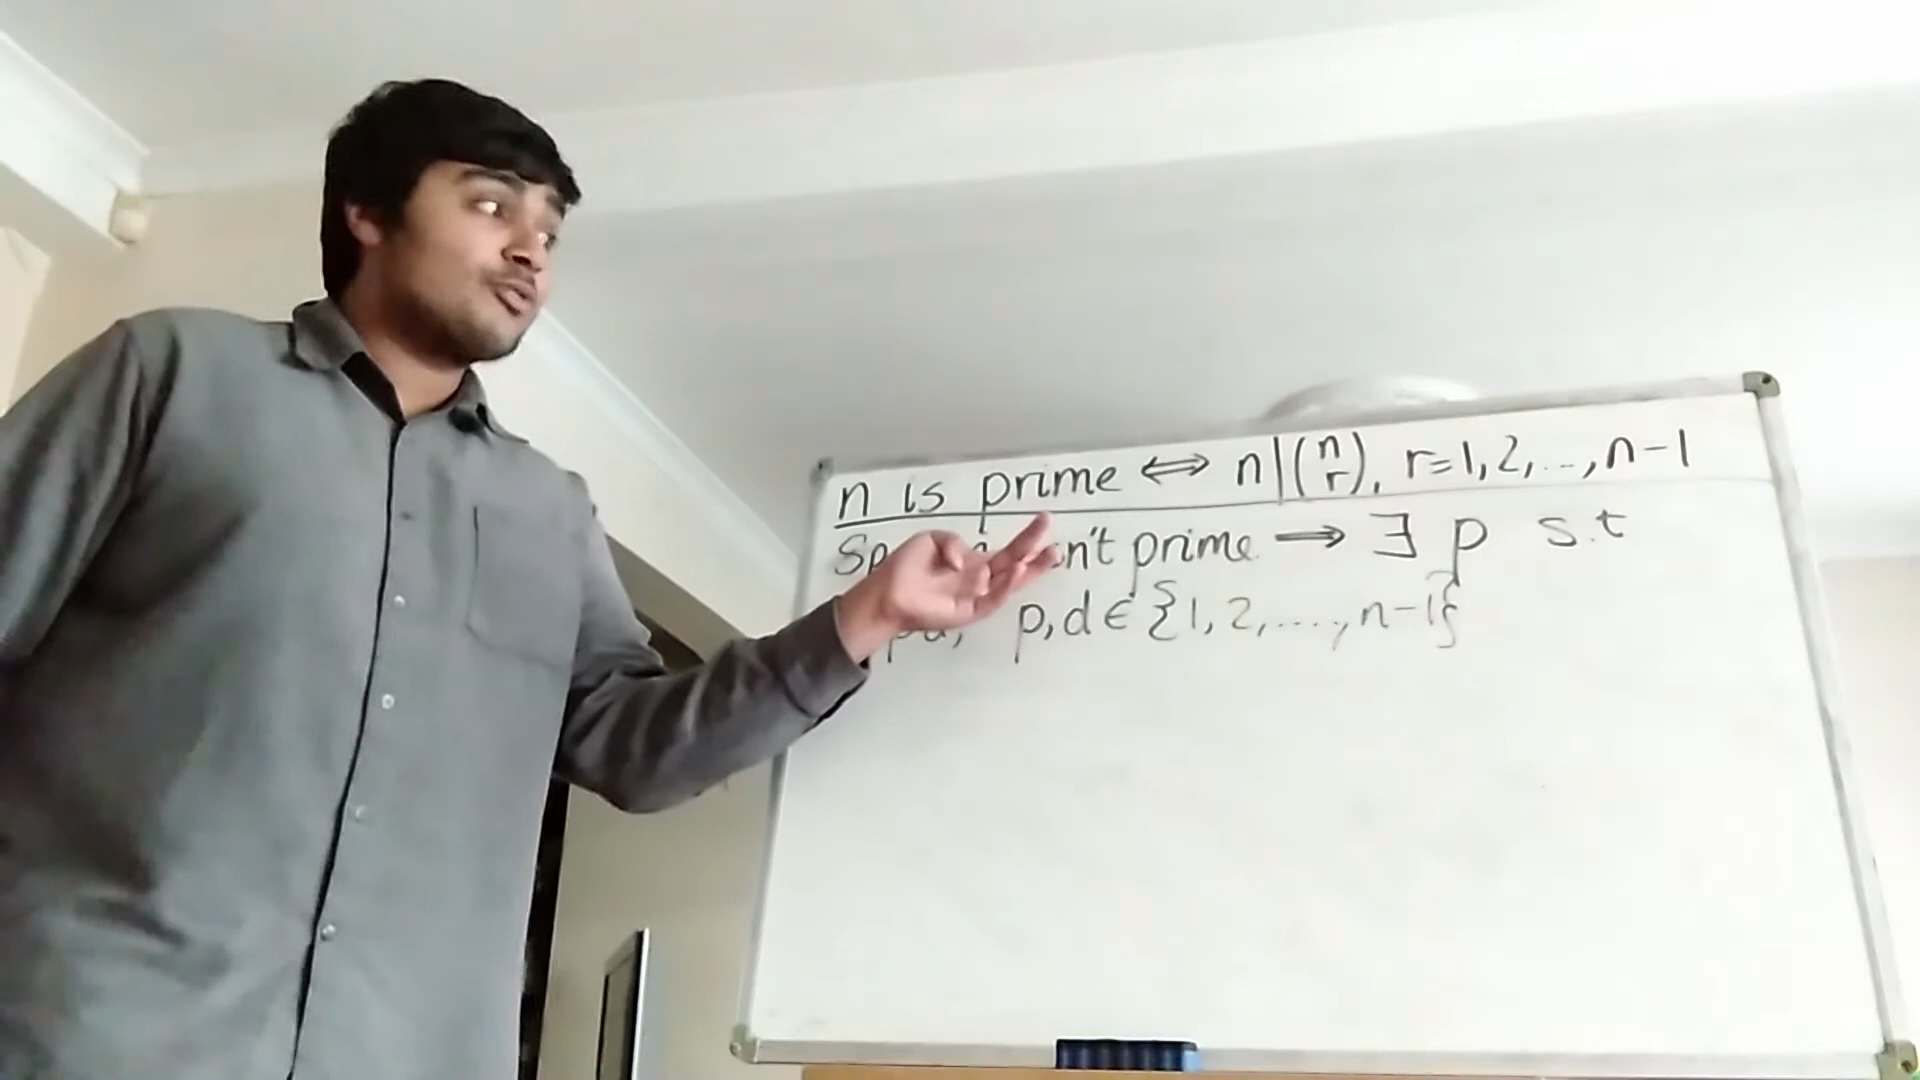 n is prime ⟺ n|(n r), r=1,2,...,n-1
prime ⟹ ∃ p s.t
p,d∈{1,2,....,n-1}